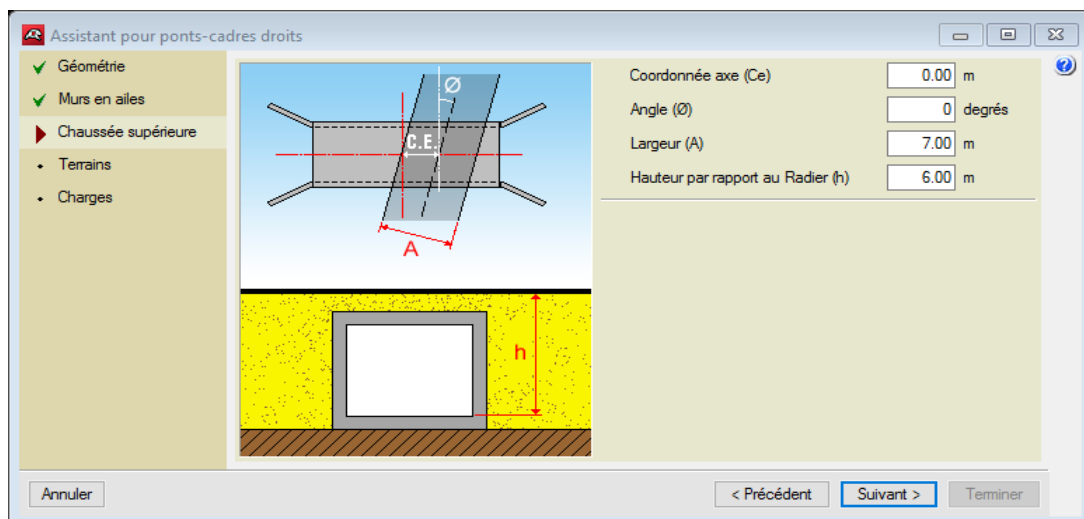 Assistant pour ponts-cadres droits
Géométrie
Murs en ailes
Chaussée supérieure
Terrains
Charges
Ø
C.E.
A
h
Coordonnée axe (Ce) 0.00 m
Angle (Ø) 0 degrés
Largeur (A) 7.00 m
Hauteur par rapport au Radier (h) 6.00 m
?
Annuler
< Précédent
Suivant >
Terminer